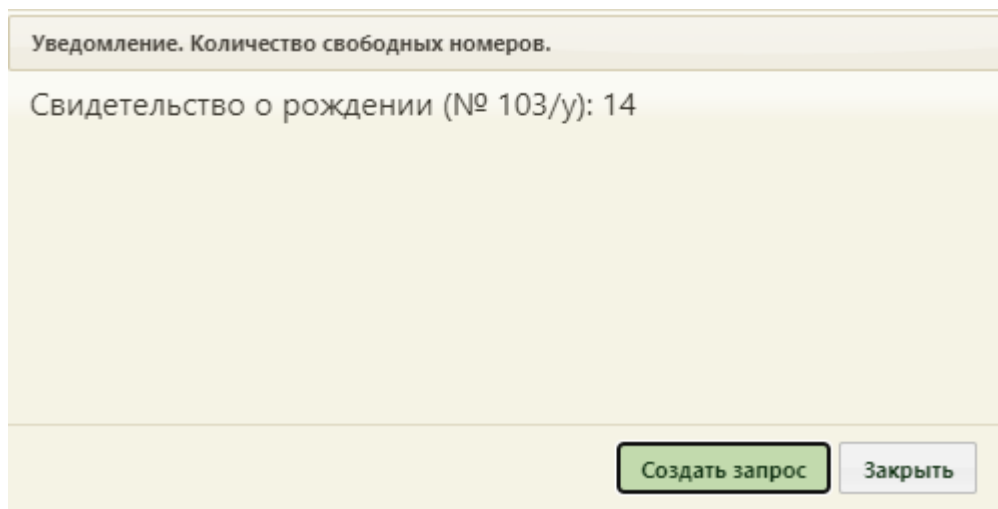 Уведомление. Количество свободных номеров.
Свидетельство о рождении (№ 103/у): 14
Создать запрос Закрыть